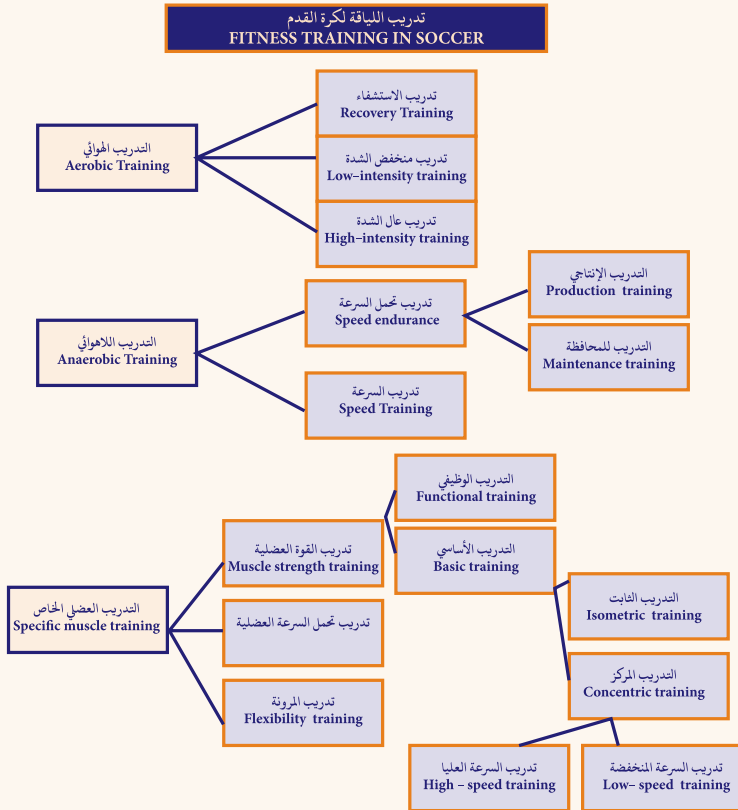 تدريب اللياقة لكرة القدم
FITNESS TRAINING IN SOCCER
التدريب الهوائي
Aerobic Training
تدريب الاستشفاء
Recovery Training
تدريب منخفض الشدة
Low–intensity training
تدريب عال الشدة
High–intensity training
التدريب اللاهوائي
Anaerobic Training
تدريب تحمل السرعة
Speed endurance
التدريب الإنتاجي
Production training
التدريب للمحافظة
Maintenance training
تدريب السرعة
Speed Training
التدريب العضلي الخاص
Specific muscle training
تدريب القوة العضلية
Muscle strength training
التدريب الوظيفي
Functional training
التدريب الأساسي
Basic training
التدريب الثابت
Isometric training
التدريب المركز
Concentric training
تدريب السرعة العليا
High – speed training
تدريب السرعة المنخفضة
Low– speed training
تدريب تحمل السرعة العضلية
تدريب المرونة
Flexibility training